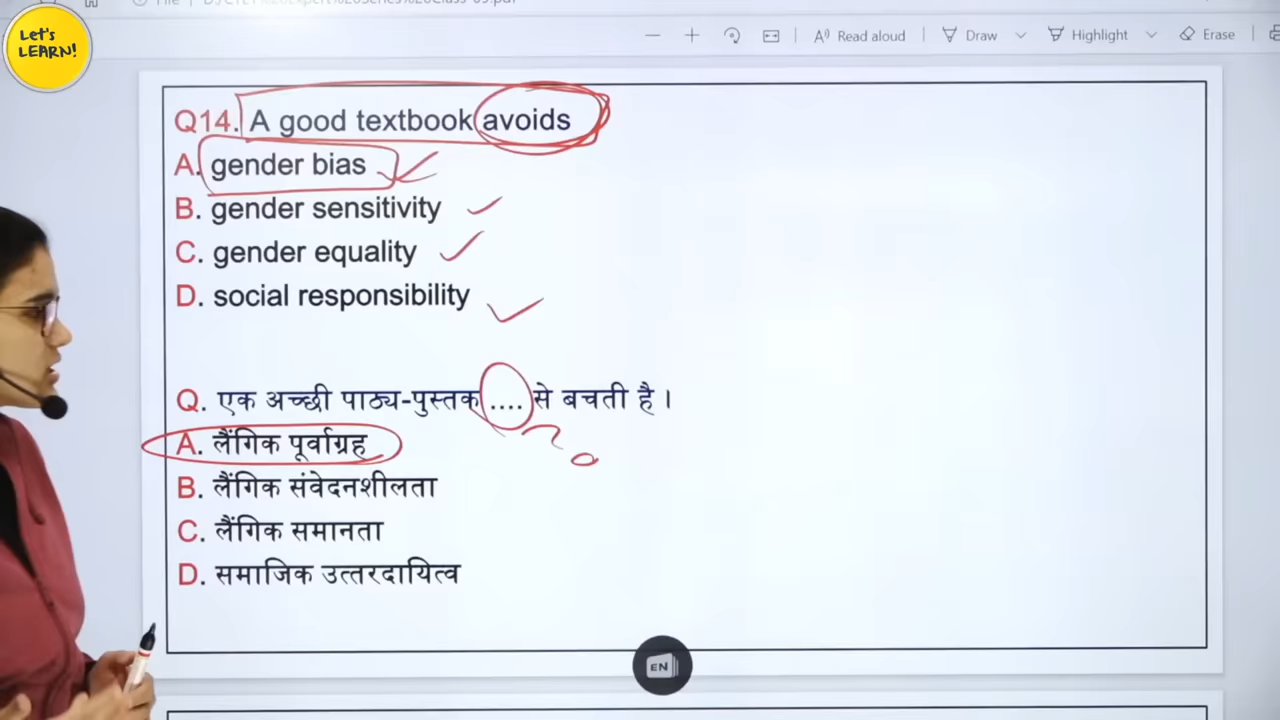 Let's
LEARN!
Read aloud
Draw
Highlight
Erase
Q14. A good textbook avoids
A. gender bias
B. gender sensitivity
C. gender equality
D. social responsibility
Q. एक अच्छी पाठ्य-पुस्तक .... से बचती है ।
A. लैंगिक पूर्वाग्रह
B. लैंगिक संवेदनशीलता
C. लैंगिक समानता
D. समाजिक उत्तरदायित्व
EN